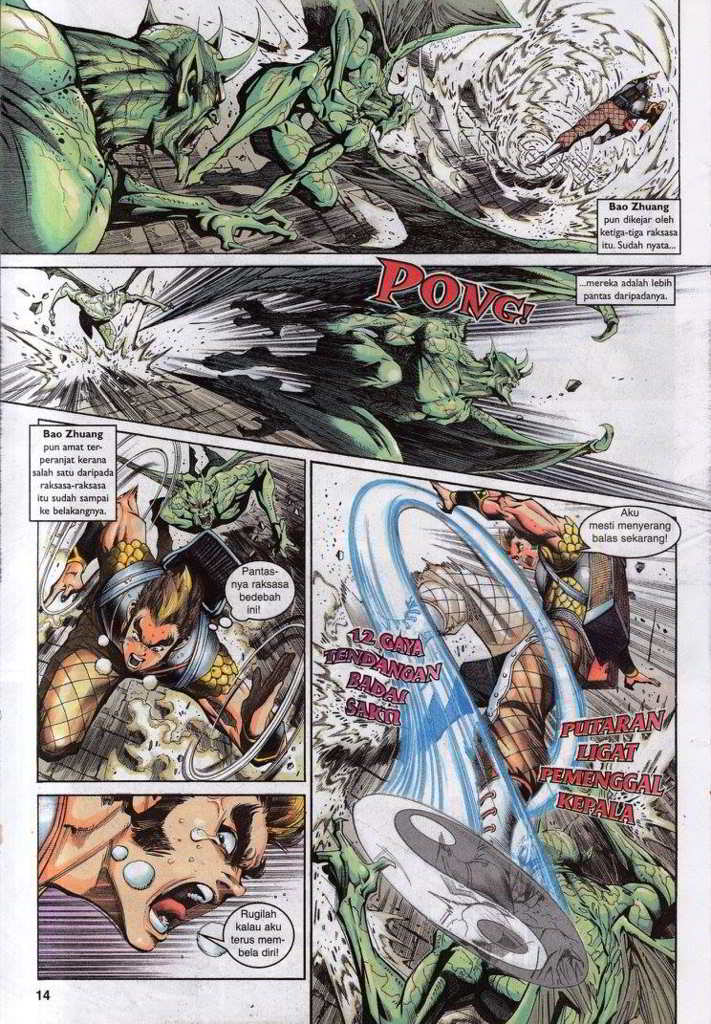 Bao Zhuang
pun dikejar oleh
ketiga-tiga raksasa
itu. Sudah nyata...
PONG!
...mereka adalah lebih
pantas daripadanya.
Bao Zhuang
pun amat ter-
peranjat kerana
salah satu daripada
raksasa-raksasa
itu sudah sampai
ke belakangnya.
Pantas-
nya raksasa
bedebah
ini!
Rugilah
kalau aku
terus mem-
bela diri!
Aku
mesti menyerang
balas sekarang!
12 GAYA
TENDANGAN
BADAI
SAKTI
PUTARAN
LIGAT
PEMENGGAL
KEPALA
14